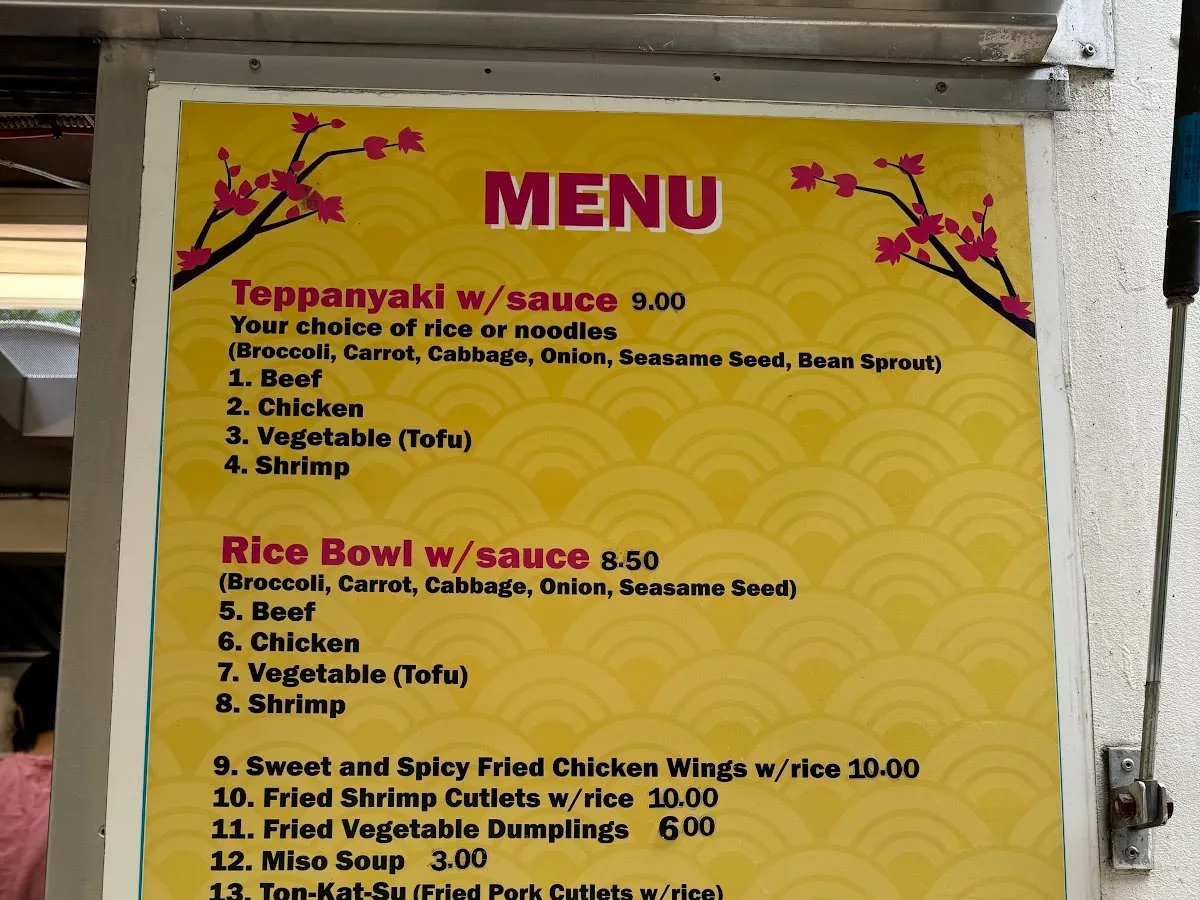 MENU
Teppanyaki w/sauce 9.00
Your choice of rice or noodles
(Broccoli, Carrot, Cabbage, Onion, Seasame Seed, Bean Sprout)
1. Beef
2. Chicken
3. Vegetable (Tofu)
4. Shrimp
Rice Bowl w/sauce 8.50
(Broccoli, Carrot, Cabbage, Onion, Seasame Seed)
5. Beef
6. Chicken
7. Vegetable (Tofu)
8. Shrimp
9. Sweet and Spicy Fried Chicken Wings w/rice 10.00
10. Fried Shrimp Cutlets w/rice 10.00
11. Fried Vegetable Dumplings 600
12. Miso Soup 3.00
13. Ton-Kat-Su (Fried Pork Cutlets w/rice)